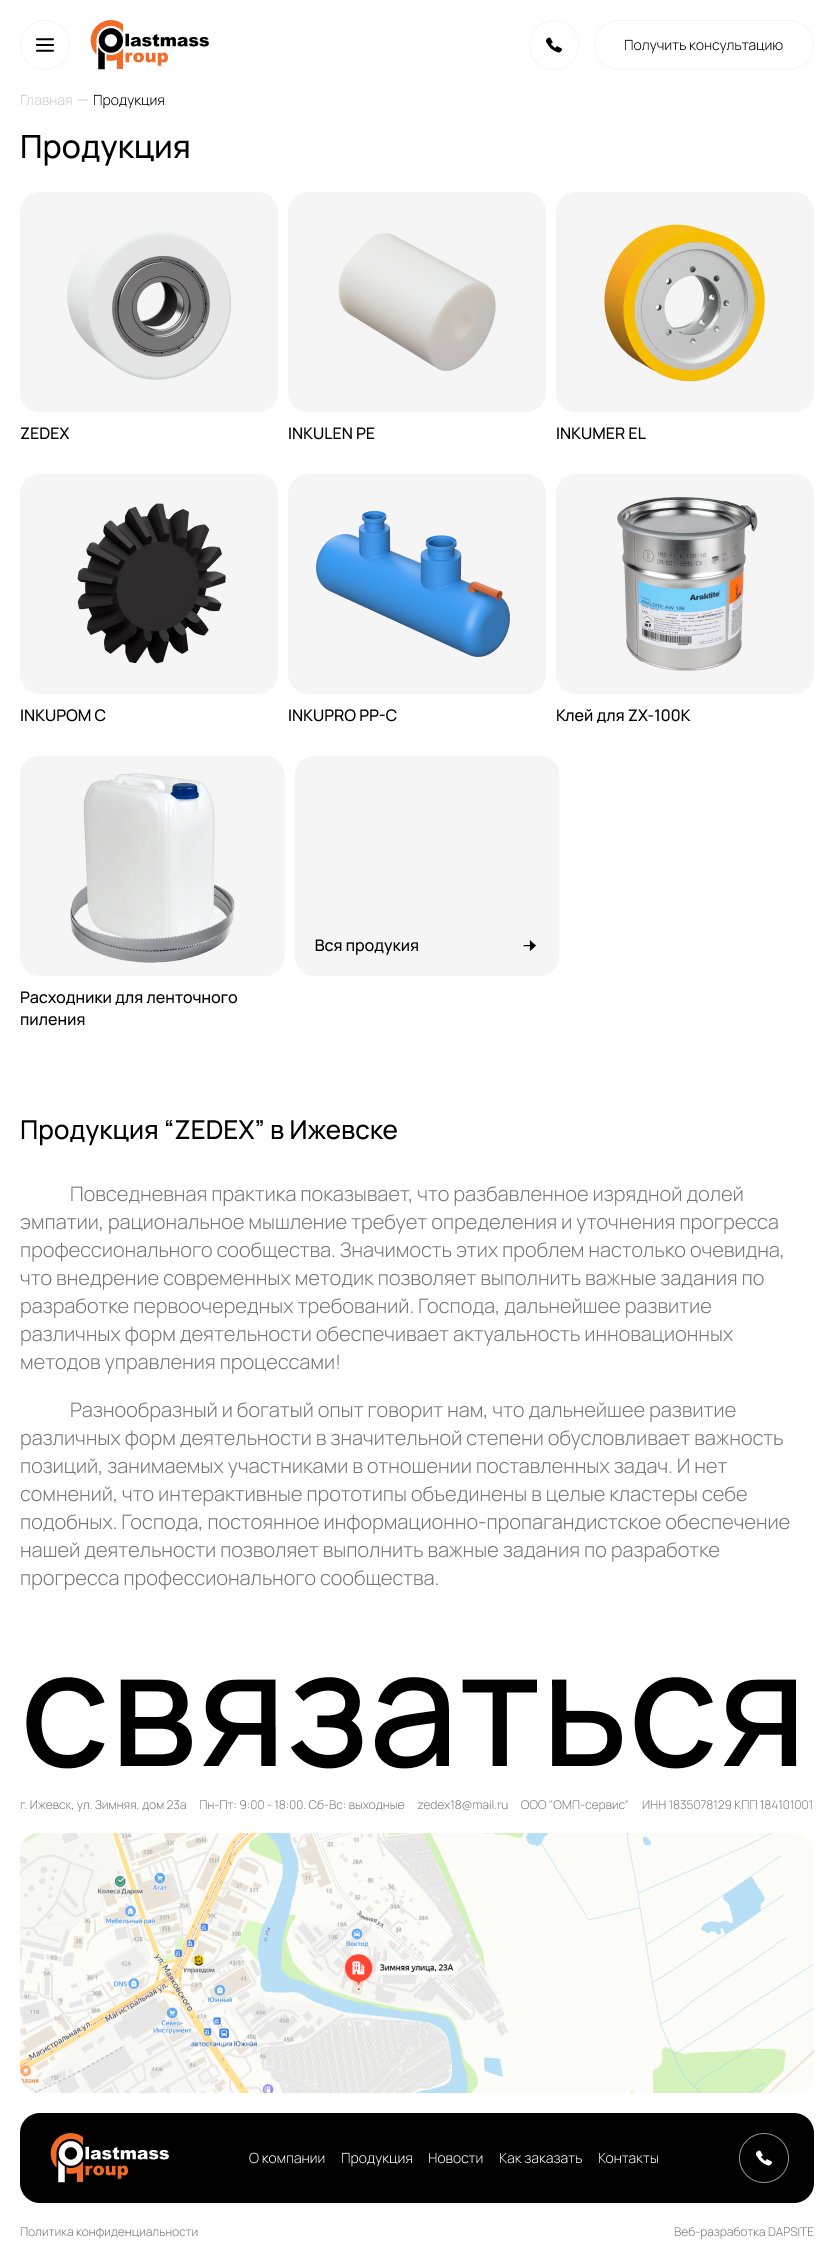 Plastmass
Group
Получить консультацию
Главная — Продукция
Продукция
ZEDEX
INKULEN PE
INKUMER EL
Araldite
INKUPOM C
INKUPRO PP-C
Клей для ZX-100K
Вся продукия
Расходники для ленточного
пиления
Продукция “ZEDEX” в Ижевске
Повседневная практика показывает, что разбавленное изрядной долей
эмпатии, рациональное мышление требует определения и уточнения прогресса
профессионального сообщества. Значимость этих проблем настолько очевидна,
что внедрение современных методик позволяет выполнить важные задания по
разработке первоочередных требований. Господа, дальнейшее развитие
различных форм деятельности обеспечивает актуальность инновационных
методов управления процессами!
Разнообразный и богатый опыт говорит нам, что дальнейшее развитие
различных форм деятельности в значительной степени обусловливает важность
позиций, занимаемых участниками в отношении поставленных задач. И нет
сомнений, что интерактивные прототипы объединены в целые кластеры себе
подобных. Господа, постоянное информационно-пропагандистское обеспечение
нашей деятельности позволяет выполнить важные задания по разработке
прогресса профессионального сообщества.
связаться
г. Ижевск, ул. Зимняя, дом 23а Пн-Пт: 9:00 - 18:00. Сб-Вс: выходные zedex18@mail.ru ООО "ОМП-сервис" ИНН 1835078129 КПП 184101001
Колеса Даром
Агат
Мебельный рай
Зимняя ул.
Вектор
Управдом
Зимняя улица, 23А
DNS
ул. Маяковского
Южный
Магистральная ул.
Север-
Инструмент
автостанция Южная
Магистральная ул.
Plastmass
Group
О компании Продукция Новости Как заказать Контакты
Политика конфиденциальности
Веб-разработка DAPSITE